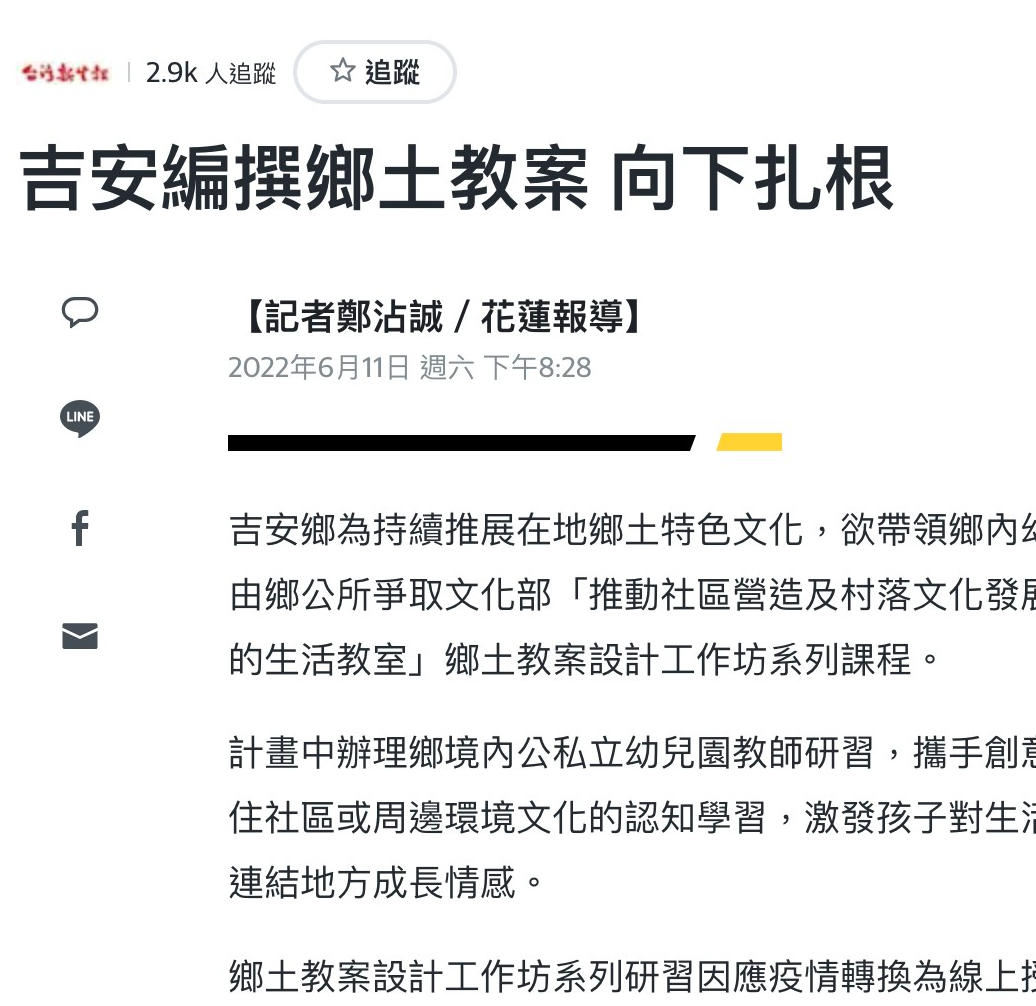 台灣新生報
2.9k 人追蹤
追蹤
吉安編撰鄉土教案 向下扎根
【記者鄭沾誠 / 花蓮報導】
2022年6月11日 週六 下午8:28
LINE
吉安鄉為持續推展在地鄉土特色文化，欲帶領鄉內幼
由鄉公所爭取文化部「推動社區營造及村落文化發展
的生活教室」鄉土教案設計工作坊系列課程。
計畫中辦理鄉境內公私立幼兒園教師研習，攜手創意
住社區或周邊環境文化的認知學習，激發孩子對生活
連結地方成長情感。
鄉土教案設計工作坊系列研習因應疫情轉換為線上授